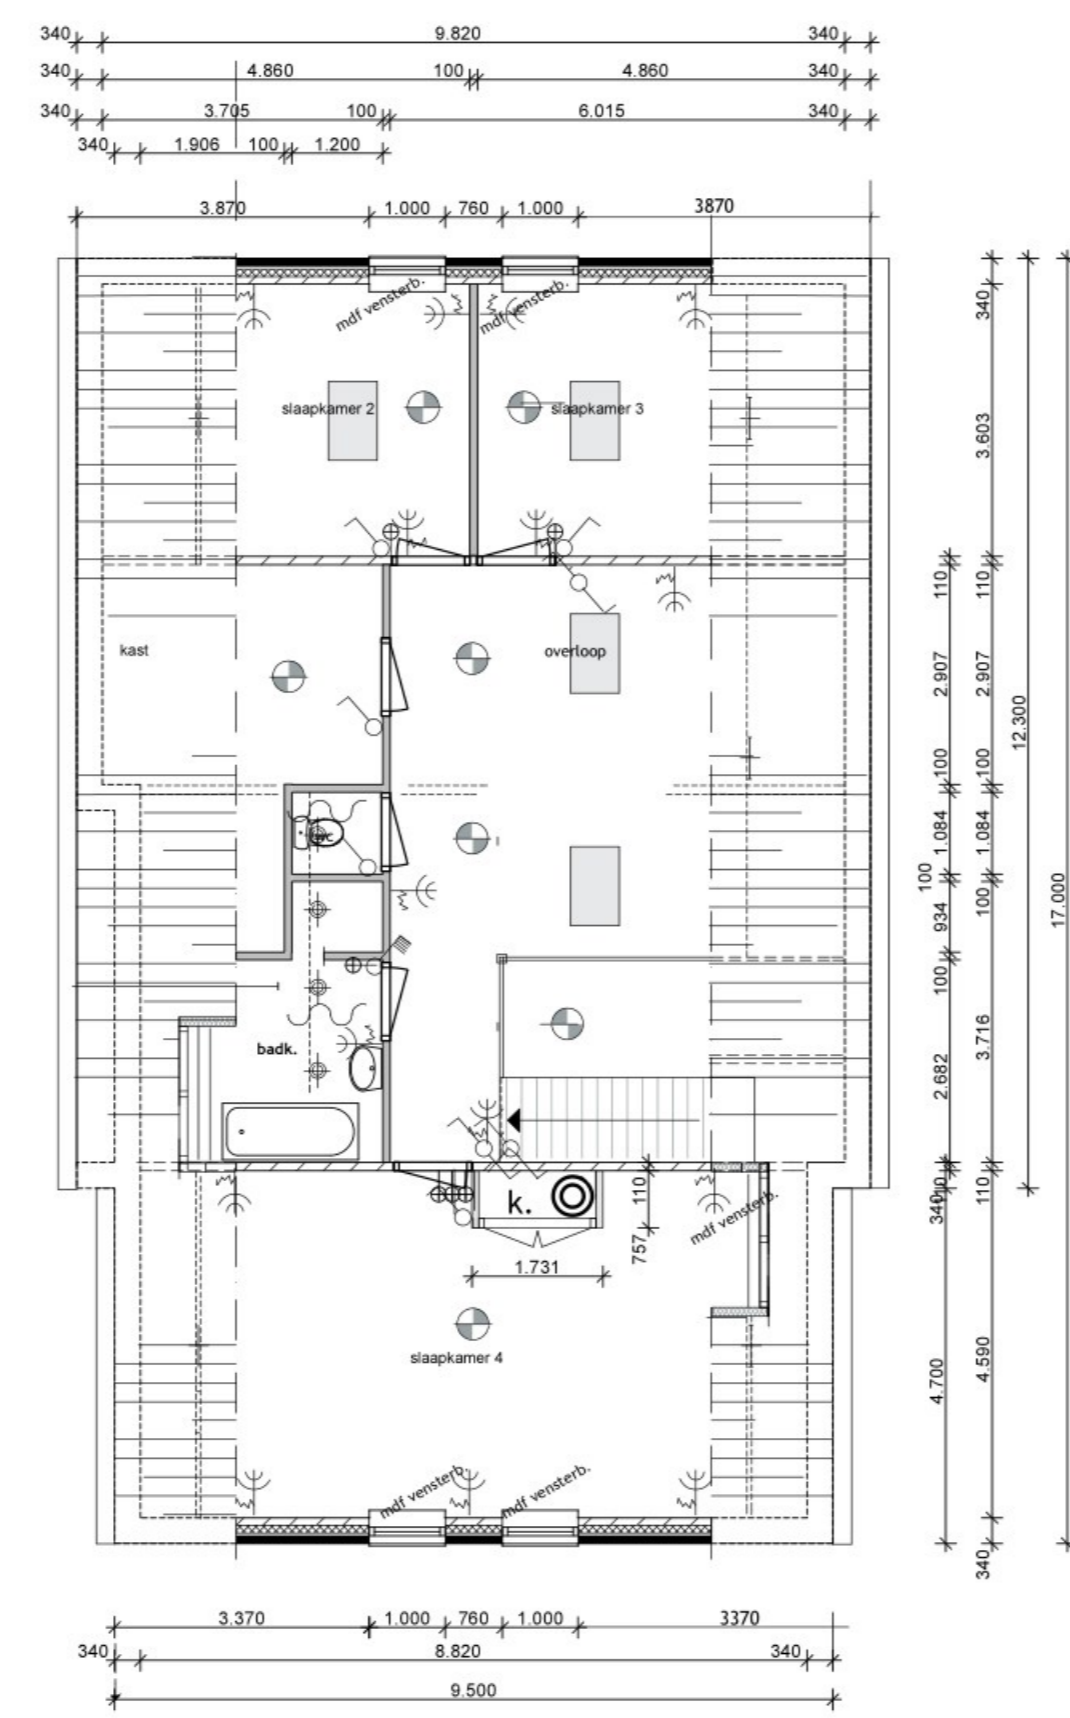 340 9.820 340
340 4.860 100 4.860 340
340 3.705 100 6.015 340
340 1.906 100 1.200
3.870 1.000 760 1.000 3870
mdf vensterb. mdf vensterb.
340
slaapkamer 2 slaapkamer 3
3.603
110 110
kast overloop
2.907 2.907
12.300
100 100
wc
1.084 1.084
100
17.000
934 100
100
badk.
3.716
2.682
k.
110
757
1.731
mdf vensterb.
110
340
slaapkamer 4
4.700 4.590
mdf vensterb. mdf vensterb.
340
3.370 1.000 760 1.000 3370
340 8.820 340
9.500